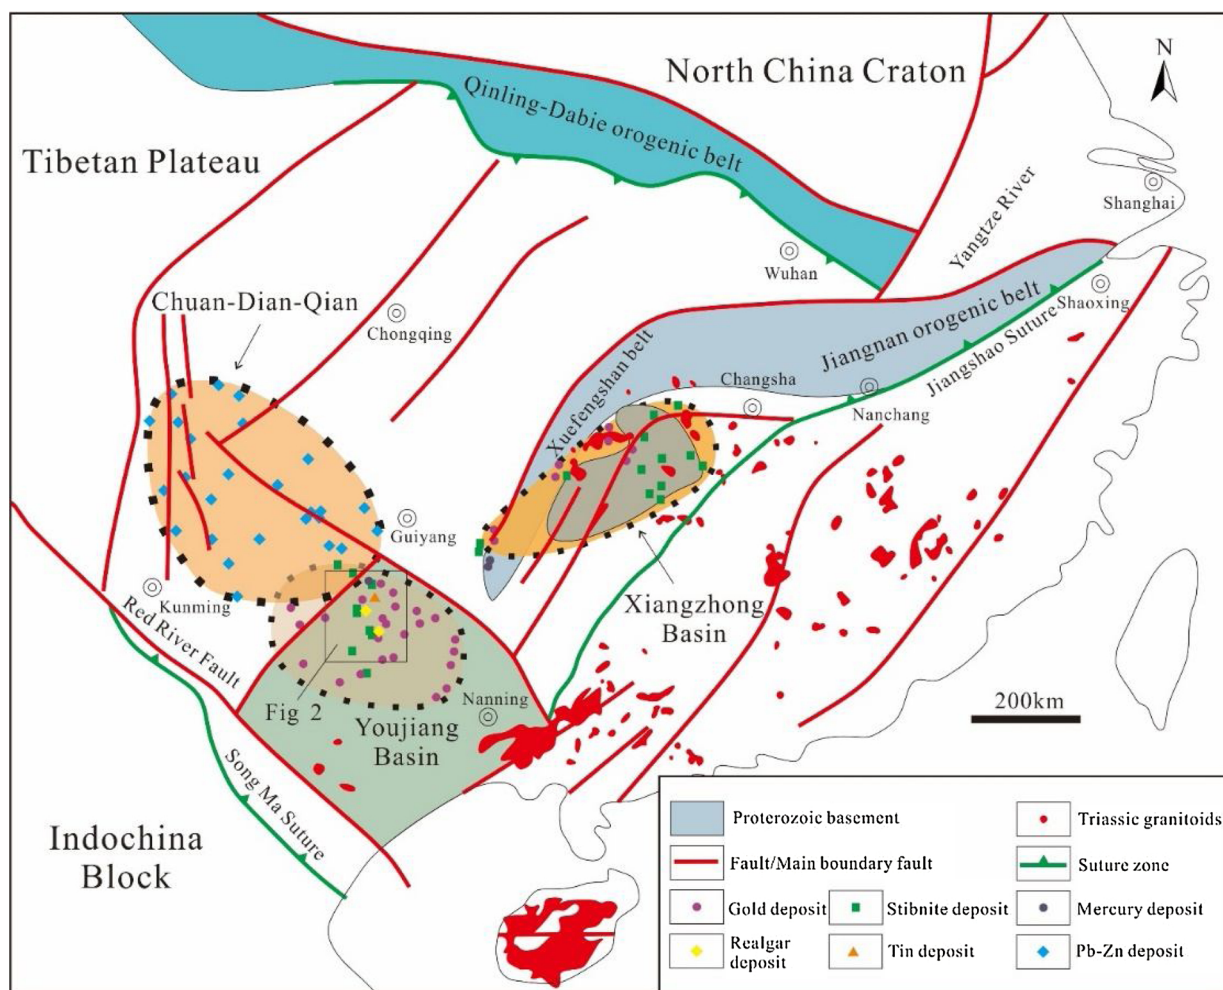 North China Craton
N
Qinling-Dabie orogenic belt
Tibetan Plateau
Shanghai
Yangtze River
Wuhan
Chuan-Dian-Qian
Shaoxing
Chongqing
Jiangnan orogenic belt
Jiangshao Suture
Xuefengshan belt
Changsha
Nanchang
Guiyang
Kunming
Red River Fault
Xiangzhong
Basin
Fig 2
Nanning
Youjiang
Basin
200km
Song Ma Suture
Indochina
Block
Proterozoic basement
Triassic granitoids
Fault/Main boundary fault
Suture zone
Gold deposit
Stibnite deposit
Mercury deposit
Realgar
deposit
Tin deposit
Pb-Zn deposit